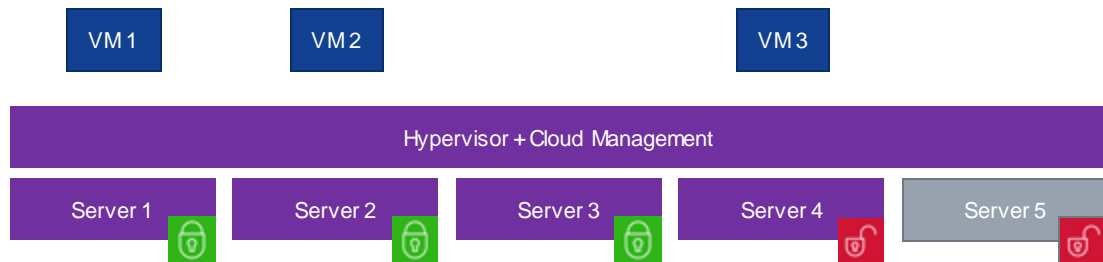 VM 1
VM 2
VM 3
Hypervisor + Cloud Management
Server 1
Server 2
Server 3
Server 4
Server 5